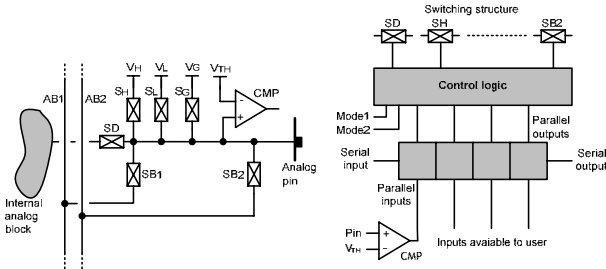 Switching structure
SD SH SB2
VH VL VG VTH
SH SL SG CMP
AB1 AB2
SD
Control logic
Mode1
Mode2
Parallel
outputs
Serial
input
Serial
output
Analog
pin
SB1 SB2
Internal
analog
block
Parallel
inputs
Pin
VTH
CMP
Inputs avaiable to user